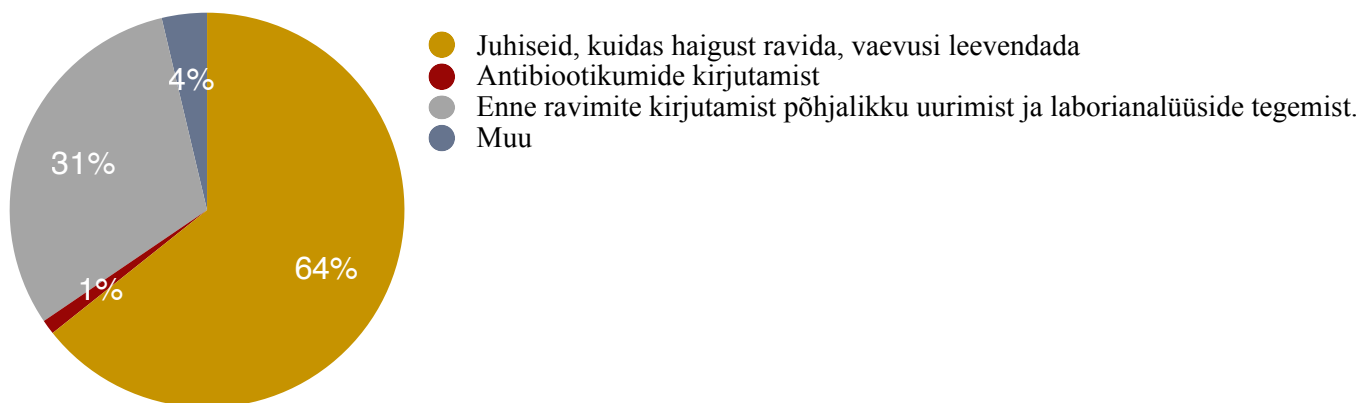 Juhiseid, kuidas haigust ravida, vaevusi leevendada
Antibiootikumide kirjutamist
Enne ravimite kirjutamist põhjalikku uurimist ja laborianalüüside tegemist.
Muu
4%
31%
64%
1%